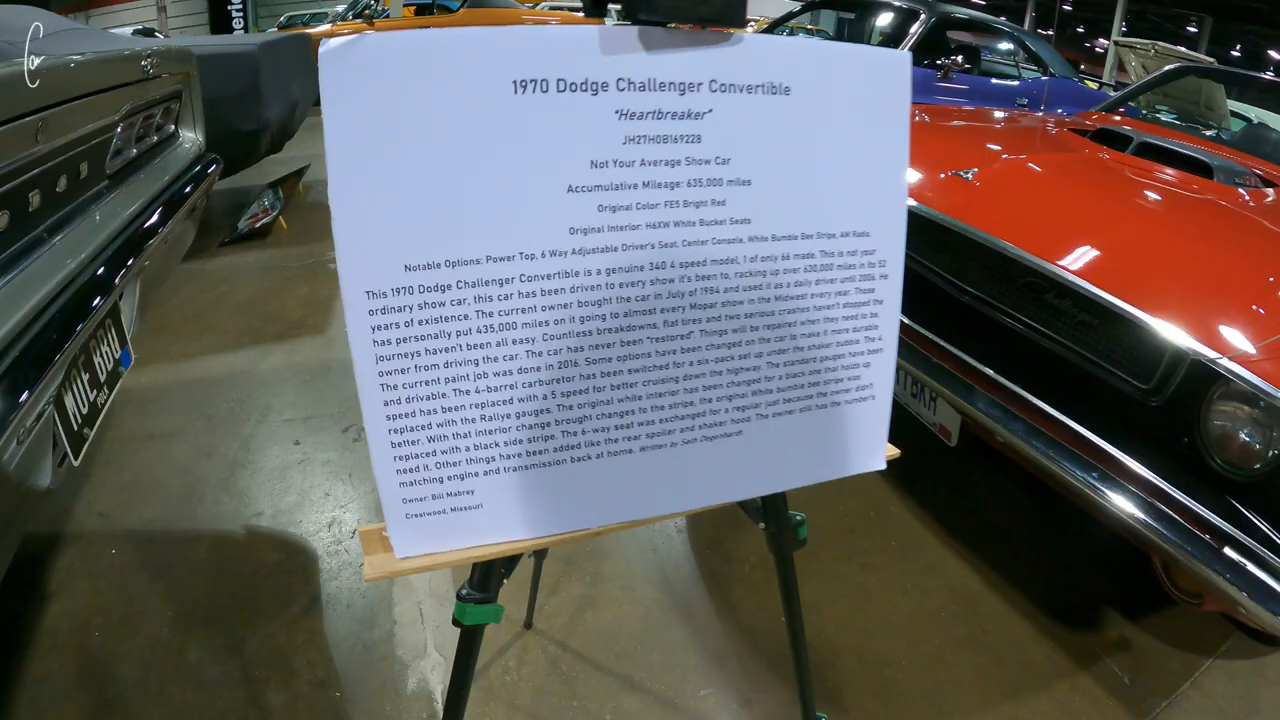 1970 Dodge Challenger Convertible
"Heartbreaker"
JH27H0B169228
Not Your Average Show Car
Accumulative Mileage: 635,000 miles
Original Color: FE5 Bright Red
Original Interior: H6XW White Bucket Seats
Notable Options: Power Top, 6 Way Adjustable Driver's Seat, Center Console, White Bumble Bee Stripe, AM Radio.
This 1970 Dodge Challenger Convertible is a genuine 340 4 speed model, 1 of only 66 made. This is not your
ordinary show car, this car has been driven to every show it's been to, racking up over 630,000 miles in its 52
years of existence. The current owner bought the car in July of 1984 and used it as a daily driver until 2006. He
has personally put 435,000 miles on it going to almost every Mopar show in the Midwest every year. Those
journeys haven't been all easy. Countless breakdowns, flat tires and two serious crashes haven't stopped the
owner from driving the car. The car has never been "restored". Things will be repaired when they need to be.
The current paint job was done in 2016. Some options have been changed on the car to make it more durable
and drivable. The 4-barrel carburetor has been switched for a six-pack set up under the shaker bubble. The 4
speed has been replaced with a 5 speed for better cruising down the highway. The standard gauges have been
replaced with the Rallye gauges. The original white interior has been changed for a black one that holds up
better. With that interior change brought changes to the stripe, the original White bumble bee stripe was
replaced with a black side stripe. The 6-way seat was exchanged for a regular just because the owner didn't
need it. Other things have been added like the rear spoiler and shaker hood. The owner still has the number's
matching engine and transmission back at home. Written by Seth Degenhardt
Owner: Bill Mabrey
Crestwood, Missouri
MUE 880
Challenger